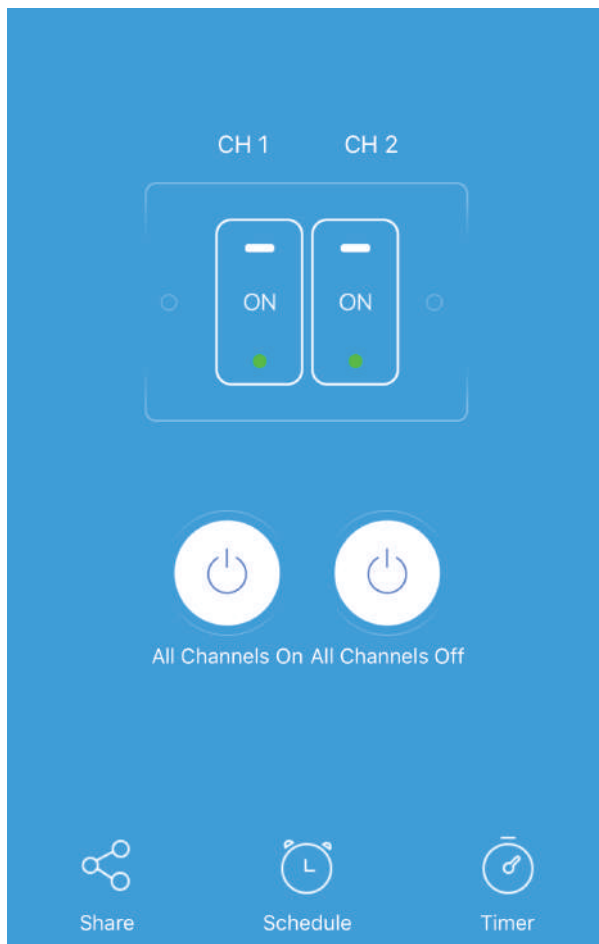 CH 1 CH 2
ON ON
All Channels On All Channels Off
Share Schedule Timer